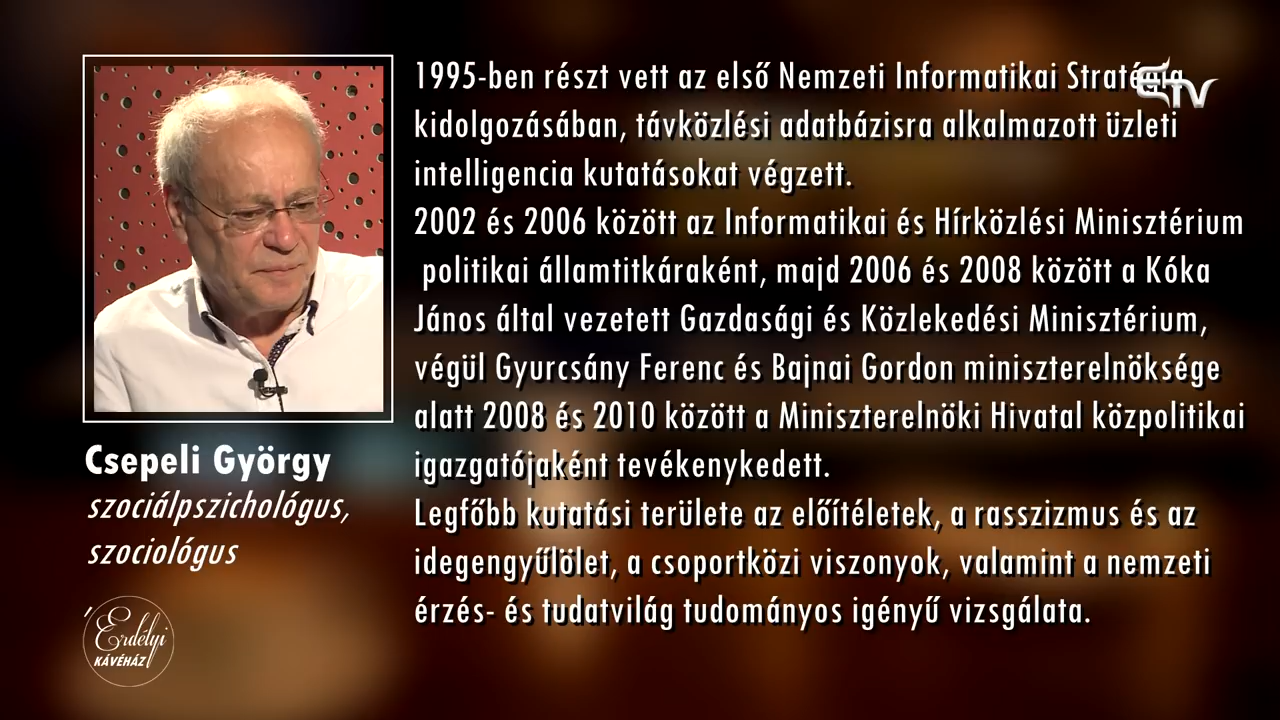 1995-ben részt vett az első Nemzeti Informatikai Stratégia
kidolgozásában, távközlési adatbázisra alkalmazott üzleti
intelligencia kutatásokat végzett.
2002 és 2006 között az Informatikai és Hírközlési Minisztérium
politikai államtitkáraként, majd 2006 és 2008 között a Kóka
János által vezetett Gazdasági és Közlekedési Minisztérium,
végül Gyurcsány Ferenc és Bajnai Gordon miniszterelnöksége
alatt 2008 és 2010 között a Miniszterelnöki Hivatal közpolitikai
igazgatójaként tevékenykedett.
Legfőbb kutatási területe az előítéletek, a rasszizmus és az
idegengyűlölet, a csoportközi viszonyok, valamint a nemzeti
érzés- és tudatvilág tudományos igényű vizsgálata.
ETV
Csepeli György
szociálpszichológus,
szociológus
Erdélyi
KÁVÉHÁZ